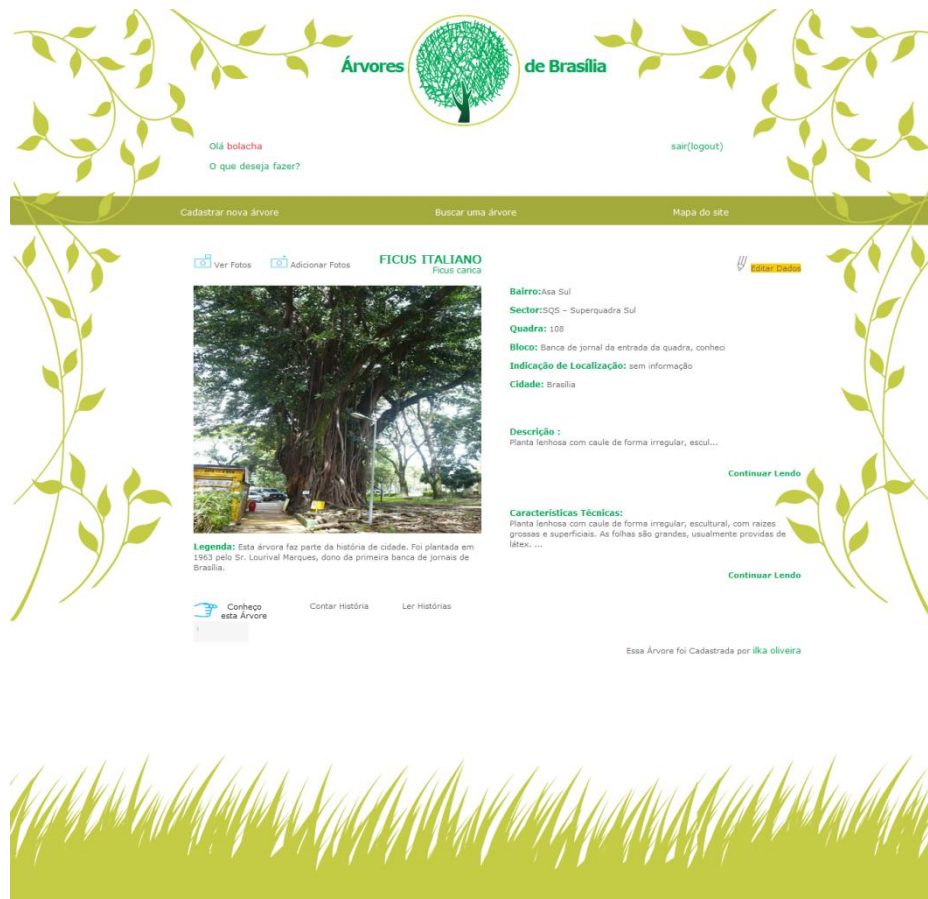 Árvores de Brasília
Olá bolacha
sair(logout)
O que deseja fazer?
Cadastrar nova árvore
Buscar uma árvore
Mapa do site
Ver Fotos
Adicionar Fotos
FICUS ITALIANO
Ficus carica
Editar Dados
Bairro:Asa Sul
Sector:SQS – Superquadra Sul
Quadra: 108
Bloco: Banca de jornal da entrada da quadra, conheci
Indicação de Localização: sem informação
Cidade: Brasília
Descrição :
Planta lenhosa com caule de forma irregular, escul...
Continuar Lendo
Características Técnicas:
Planta lenhosa com caule de forma irregular, escultural, com raizes
grossas e superficiais. As folhas são grandes, usualmente providas de
látex. ...
Continuar Lendo
Legenda: Esta árvora faz parte da história de cidade. Foi plantada em
1963 pelo Sr. Lourival Marques, dono da primeira banca de jornais de
Brasília.
Conheço
esta Árvore
Contar História
Ler Histórias
Essa Árvore foi Cadastrada por ilka oliveira